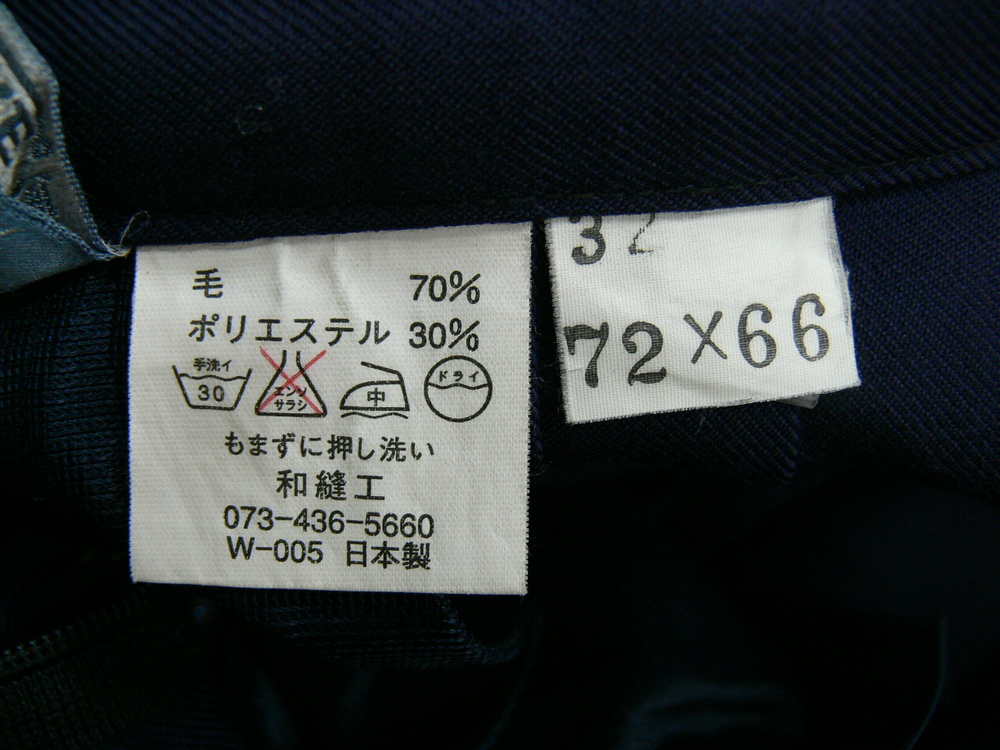 毛 70%
ポリエステル 30%
手洗イ 30 エンソ サラシ 中 ドライ
もまずに押し洗い
和縫工
073-436-5660
W-005 日本製
32
72×66